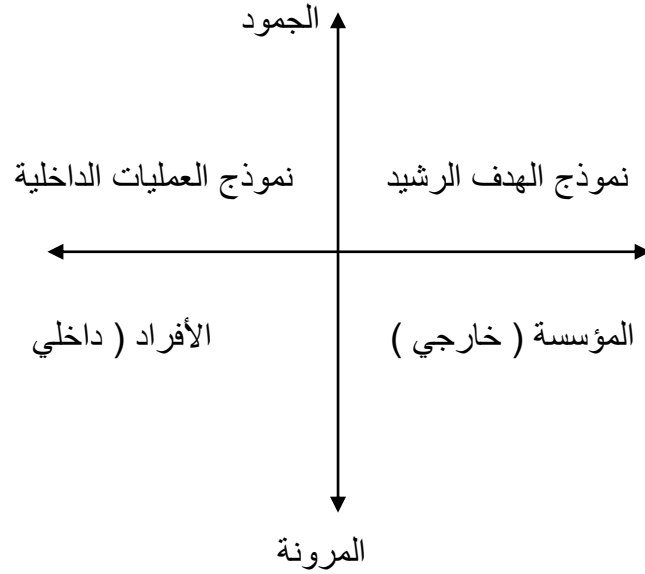 الجمود
نموذج الهدف الرشيد
نموذج العمليات الداخلية
المؤسسة ( خارجي )
الأفراد ( داخلي
المرونة